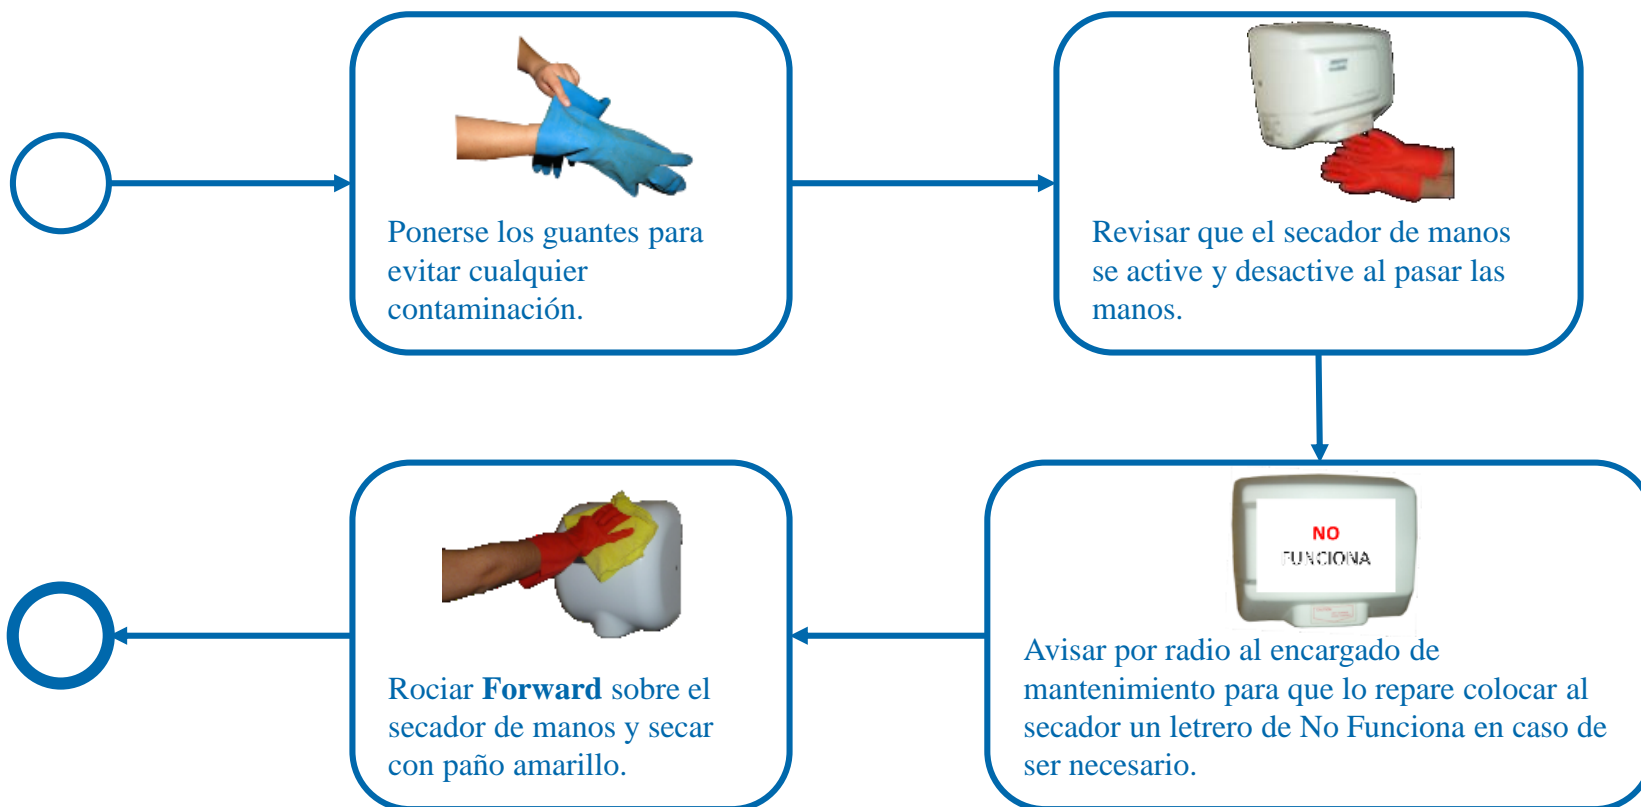 Ponerse los guantes para
evitar cualquier
contaminación.
Revisar que el secador de manos
se active y desactive al pasar las
manos.
NO
FUNCIONA
Avisar por radio al encargado de
mantenimiento para que lo repare colocar al
secador un letrero de No Funciona en caso de
ser necesario.
Rociar Forward sobre el
secador de manos y secar
con paño amarillo.